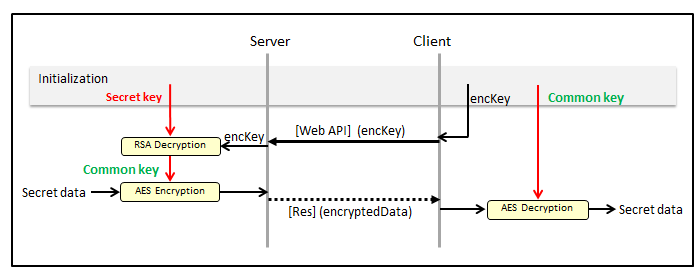 Server
Client
Initialization
Secret key
encKey
Common key
[Web API] (encKey)
encKey
RSA Decryption
Common key
Secret data
AES Encryption
[Res] (encryptedData)
AES Decryption
Secret data